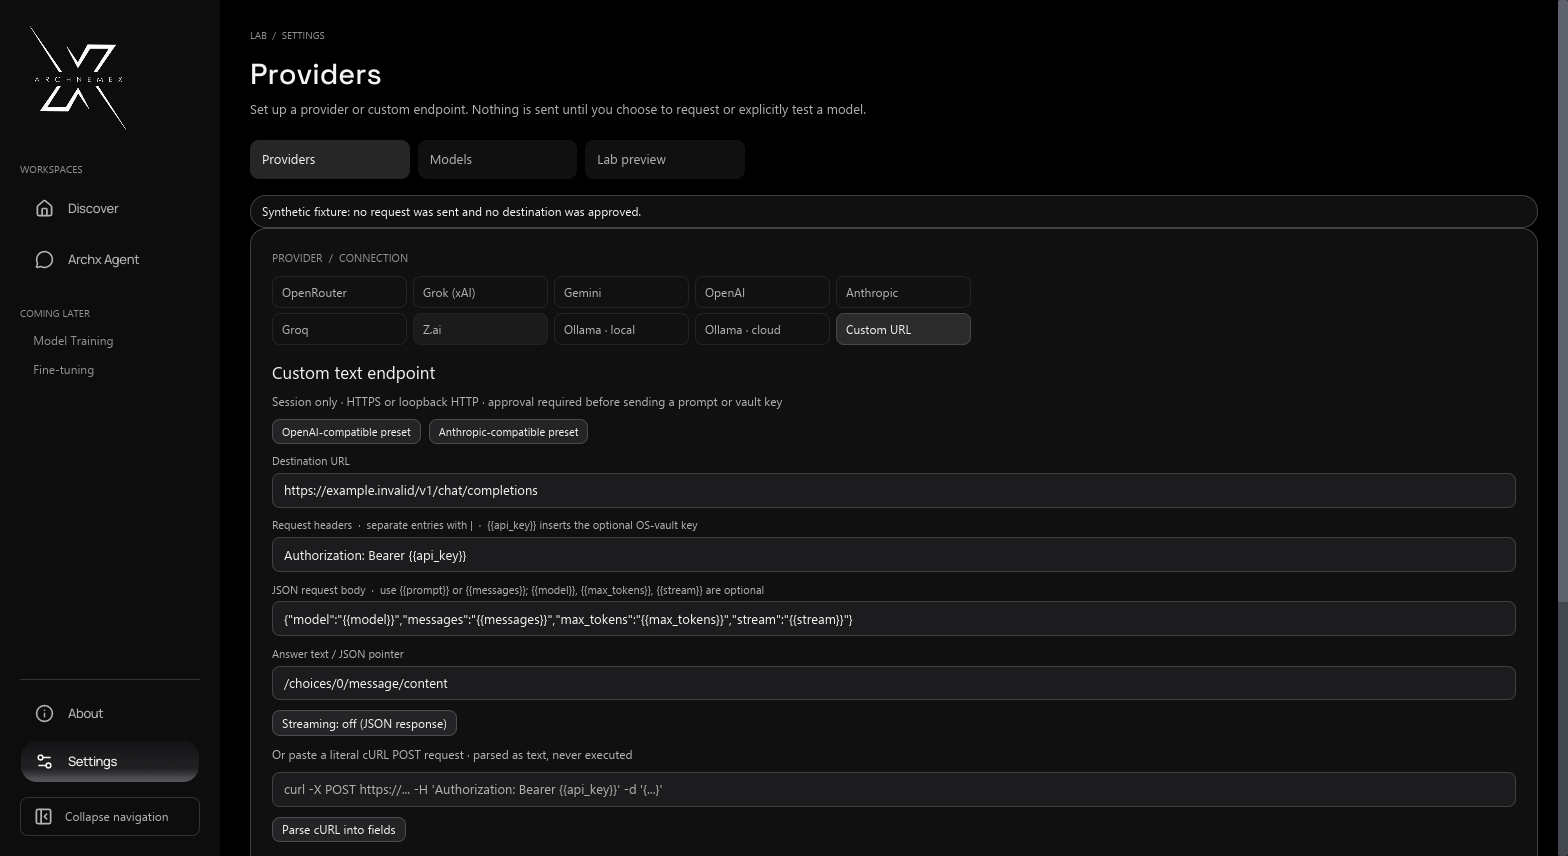 ARCHNEMEX
WORKSPACES
Discover
Archx Agent
COMING LATER
Model Training
Fine-tuning
About
Settings
Collapse navigation
LAB / SETTINGS
Providers
Set up a provider or custom endpoint. Nothing is sent until you choose to request or explicitly test a model.
Providers
Models
Lab preview
Synthetic fixture: no request was sent and no destination was approved.
PROVIDER / CONNECTION
OpenRouter
Grok (xAI)
Gemini
OpenAI
Anthropic
Groq
Z.ai
Ollama · local
Ollama · cloud
Custom URL
Custom text endpoint
Session only · HTTPS or loopback HTTP · approval required before sending a prompt or vault key
OpenAI-compatible preset
Anthropic-compatible preset
Destination URL
https://example.invalid/v1/chat/completions
Request headers · separate entries with | · {{api_key}} inserts the optional OS-vault key
Authorization: Bearer {{api_key}}
JSON request body · use {{prompt}} or {{messages}}; {{model}}, {{max_tokens}}, {{stream}} are optional
{"model":"{{model}}","messages":"{{messages}}","max_tokens":"{{max_tokens}}","stream":"{{stream}}"}
Answer text / JSON pointer
/choices/0/message/content
Streaming: off (JSON response)
Or paste a literal cURL POST request · parsed as text, never executed
curl -X POST https://... -H 'Authorization: Bearer {{api_key}}' -d '{...}'
Parse cURL into fields